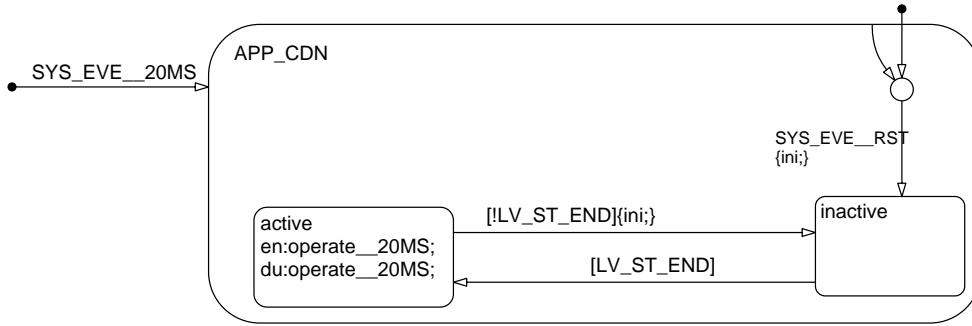 APP_CDN
SYS_EVE__20MS
SYS_EVE__RST
{ini;}
active
en:operate__20MS;
du:operate__20MS;
[!LV_ST_END]{ini;}
inactive
[LV_ST_END]